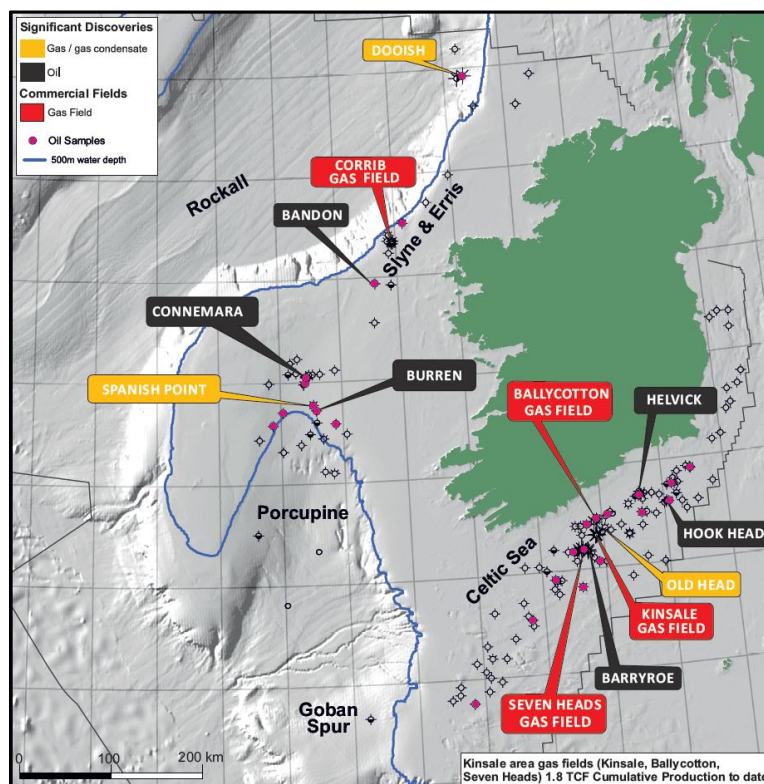 Significant Discoveries
Gas / gas condensate
Oil
Commercial Fields
Gas Field
Oil Samples
500m water depth
DOOISH
CORRIB
GAS FIELD
Rockall
BANDON
Slyne & Erris
CONNEMARA
BURREN
SPANISH POINT
BALLYCOTTON
GAS FIELD
HELVICK
Porcupine
HOOK HEAD
Celtic Sea
OLD HEAD
KINSALE
GAS FIELD
BARRYROE
SEVEN HEADS
GAS FIELD
Goban
Spur
0 100 200 km
Kinsale area gas fields (Kinsale, Ballycotton,
Seven Heads) 1.8 TCF Cumulative Production to date